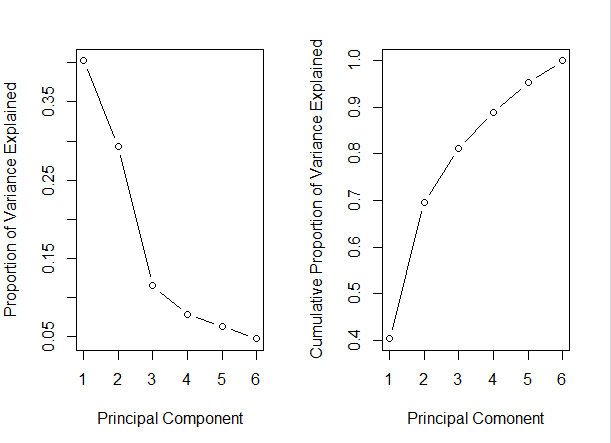 Proportion of Variance Explained
0.05 0.15 0.25 0.35
1 2 3 4 5 6
Principal Component
Cumulative Proportion of Variance Explained
0.4 0.5 0.6 0.7 0.8 0.9 1.0
1 2 3 4 5 6
Principal Comonent